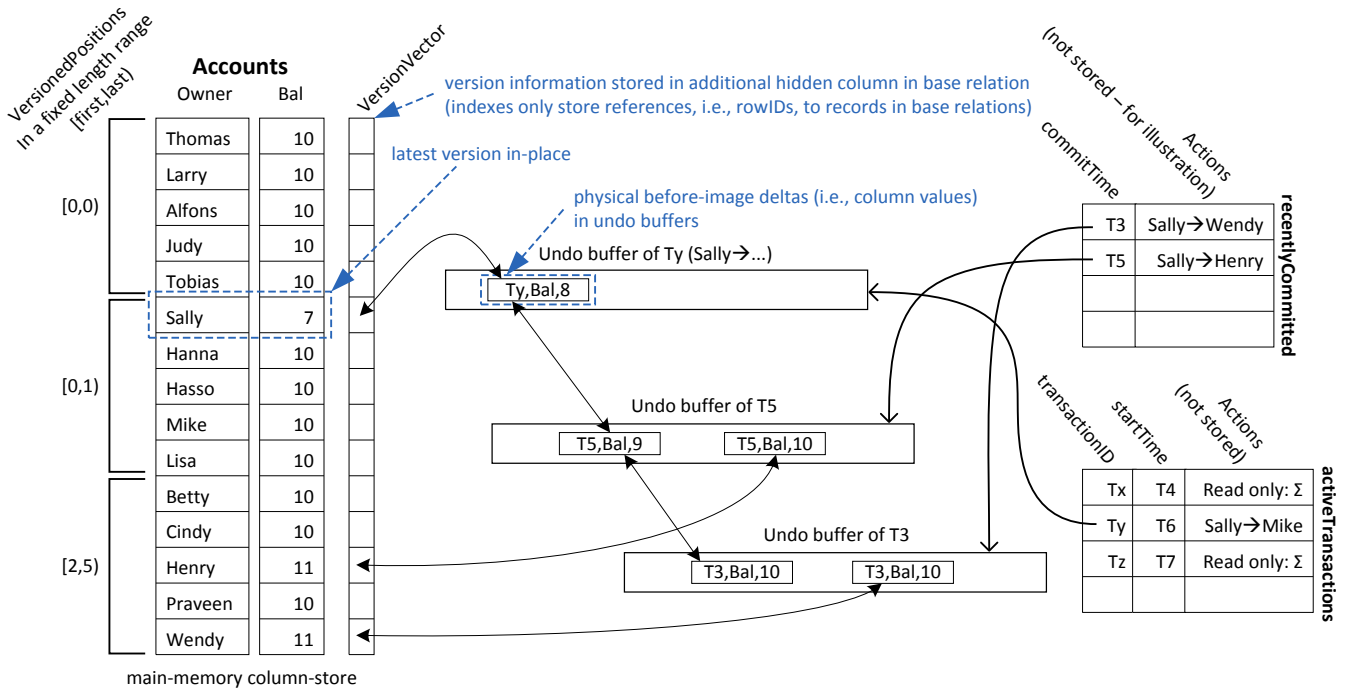 VersionedPositions
In a fixed length range
[first,last)
Accounts
Owner Bal
VersionVector
version information stored in additional hidden column in base relation
(indexes only store references, i.e., rowIDs, to records in base relations)
latest version in-place
physical before-image deltas (i.e., column values)
in undo buffers
Thomas 10
Larry 10
Alfons 10
Judy 10
Tobias 10
Sally 7
Hanna 10
Hasso 10
Mike 10
Lisa 10
Betty 10
Cindy 10
Henry 11
Praveen 10
Wendy 11
[0,0)
[0,1)
[2,5)
main-memory column-store
Undo buffer of Ty (Sally→...)
Ty,Bal,8
Undo buffer of T5
T5,Bal,9 T5,Bal,10
Undo buffer of T3
T3,Bal,10 T3,Bal,10
commitTime
Actions
(not stored – for illustration)
T3 Sally→Wendy
T5 Sally→Henry
recentlyCommitted
transactionID
startTime
Actions
(not stored)
Tx T4 Read only: Σ
Ty T6 Sally→Mike
Tz T7 Read only: Σ
activeTransactions